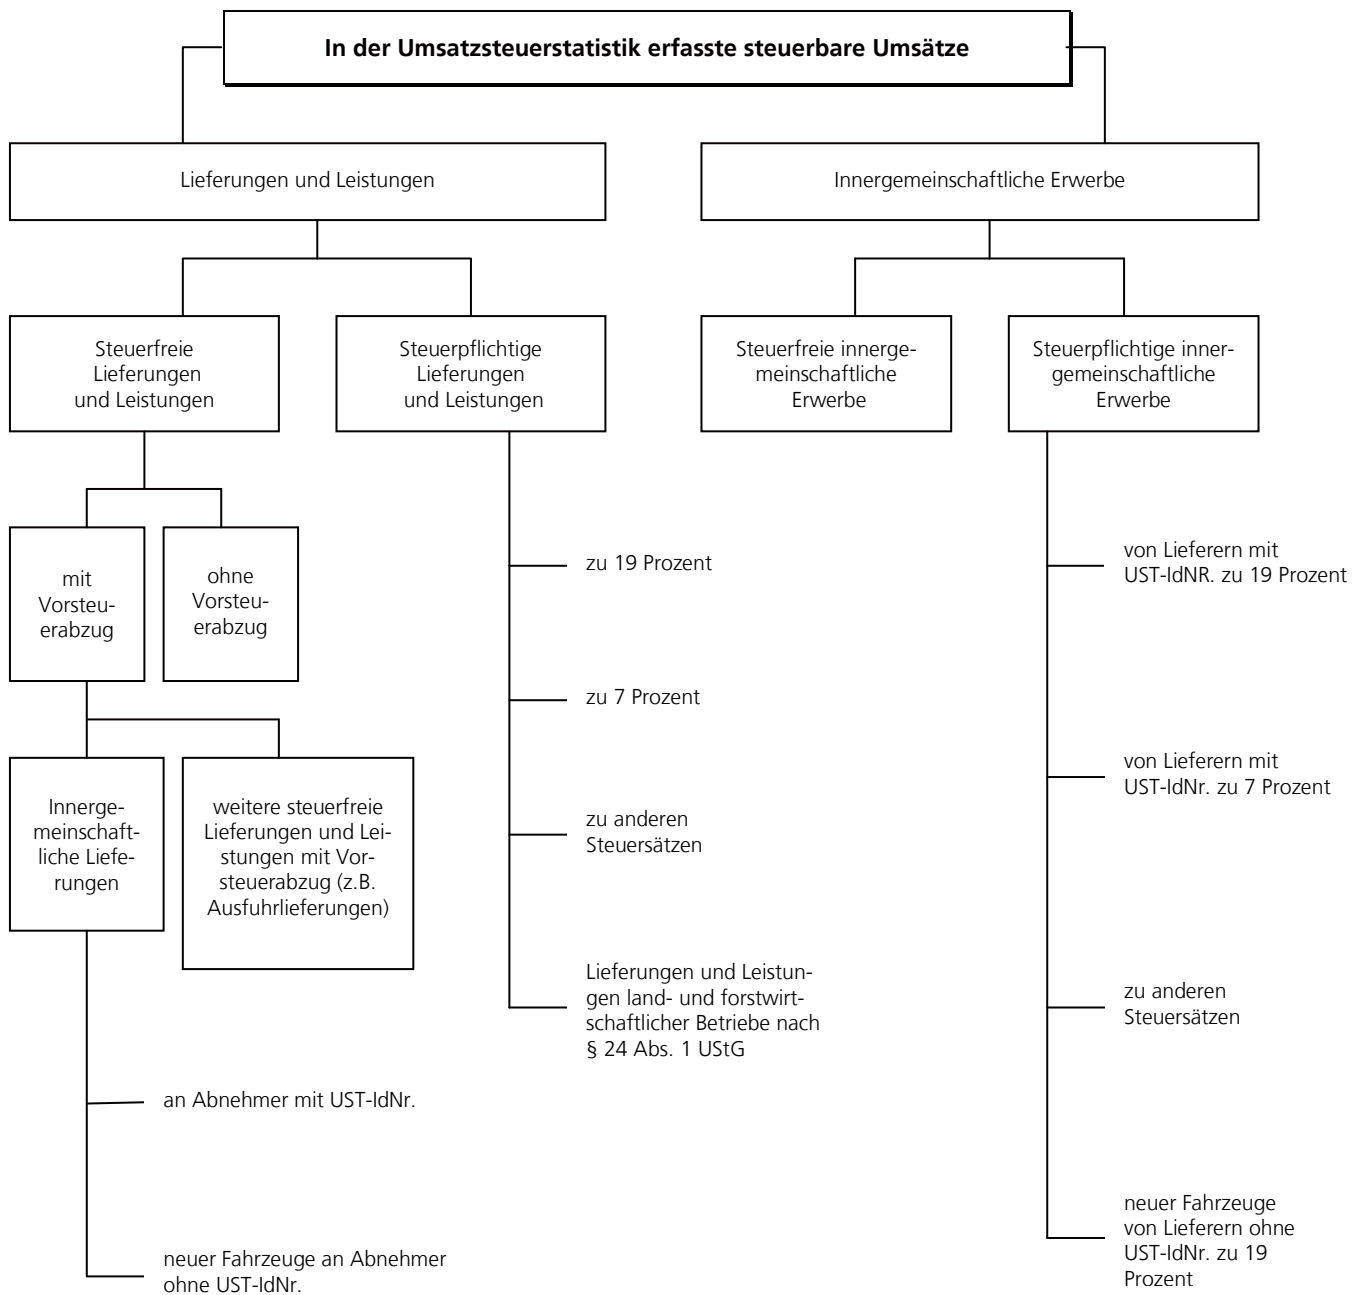 In der Umsatzsteuerstatistik erfasste steuerbare Umsätze
Lieferungen und Leistungen
Innergemeinschaftliche Erwerbe
Steuerfreie
Lieferungen
und Leistungen
Steuerpflichtige
Lieferungen
und Leistungen
Steuerfreie innerge-
meinschaftliche
Erwerbe
Steuerpflichtige inner-
gemeinschaftliche
Erwerbe
mit
Vorsteu-
erabzug
ohne
Vorsteu-
erabzug
Innerge-
meinschaft-
liche Liefe-
rungen
weitere steuerfreie
Lieferungen und Lei-
stungen mit Vor-
steuerabzug (z.B.
Ausfuhrlieferungen)
an Abnehmer mit UST-IdNr.
neuer Fahrzeuge an Abnehmer
ohne UST-IdNr.
zu 19 Prozent
zu 7 Prozent
zu anderen
Steuersätzen
Lieferungen und Leistun-
gen land- und forstwirt-
schaftlicher Betriebe nach
§ 24 Abs. 1 UStG
von Lieferern mit
UST-IdNR. zu 19 Prozent
von Lieferern mit
UST-IdNr. zu 7 Prozent
zu anderen
Steuersätzen
neuer Fahrzeuge
von Lieferern ohne
UST-IdNr. zu 19
Prozent